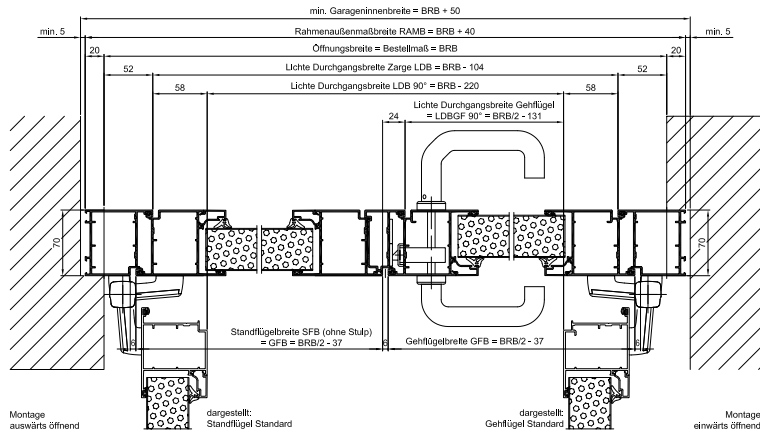 min. Garageninnenbreite = BRB + 50
min. 5
Rahmenaußenmaßbreite RAMB = BRB + 40
min. 5
20
Öffnungsbreite = Bestellmaß = BRB
20
52
Lichte Durchgangsbreite Zarge LDB = BRB - 104
52
58
Lichte Durchgangsbreite LDB 90° = BRB - 220
58
24
Lichte Durchgangsbreite Gehflügel
= LDBGF 90° = BRB/2 - 131
70
70
Standflügelbreite SFB (ohne Stulp)
= GFB = BRB/2 - 37
6
Gehflügelbreite GFB = BRB/2 - 37
6
6
Montage
auswärts öffnend
dargestellt:
Standflügel Standard
dargestellt:
Gehflügel Standard
Montage
einwärts öffnend